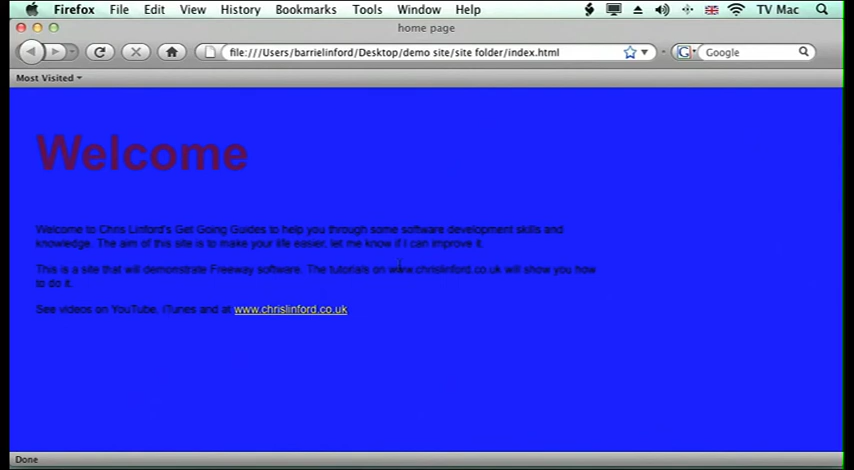 Firefox File Edit View History Bookmarks Tools Window Help TV Mac
home page
file:///Users/barrielinford/Desktop/demo site/site folder/index.html Google
Most Visited
Welcome
Welcome to Chris Linford's Get Going Guides to help you through some software development skills and
knowledge. The aim of this site is to make your life easier, let me know if I can improve it.
This is a site that will demonstrate Freeway software. The tutorials on www.chrislinford.co.uk will show you how
to do it.
See videos on YouTube, iTunes and at www.chrislinford.co.uk
Done